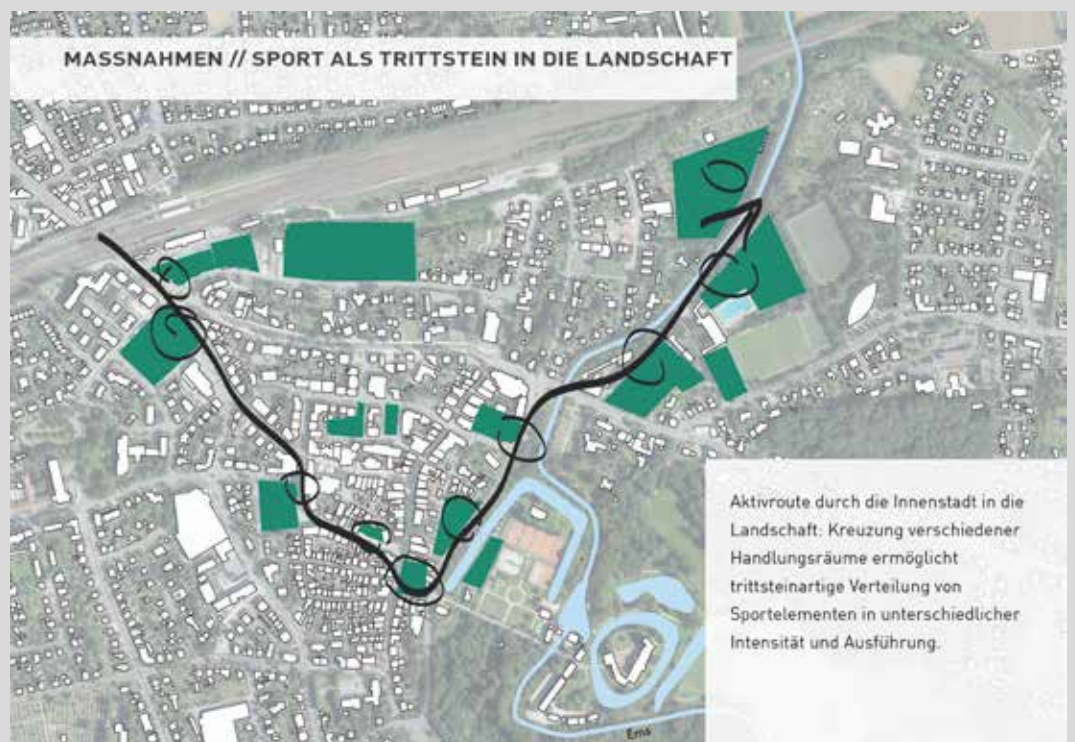 MASSNAHMEN // SPORT ALS TRITTSTEIN IN DIE LANDSCHAFT
Aktivroute durch die Innenstadt in die
Landschaft: Kreuzung verschiedener
Handlungsräume ermöglicht
trittsteinartige Verteilung von
Sportelementen in unterschiedlicher
Intensität und Ausführung.
Ems